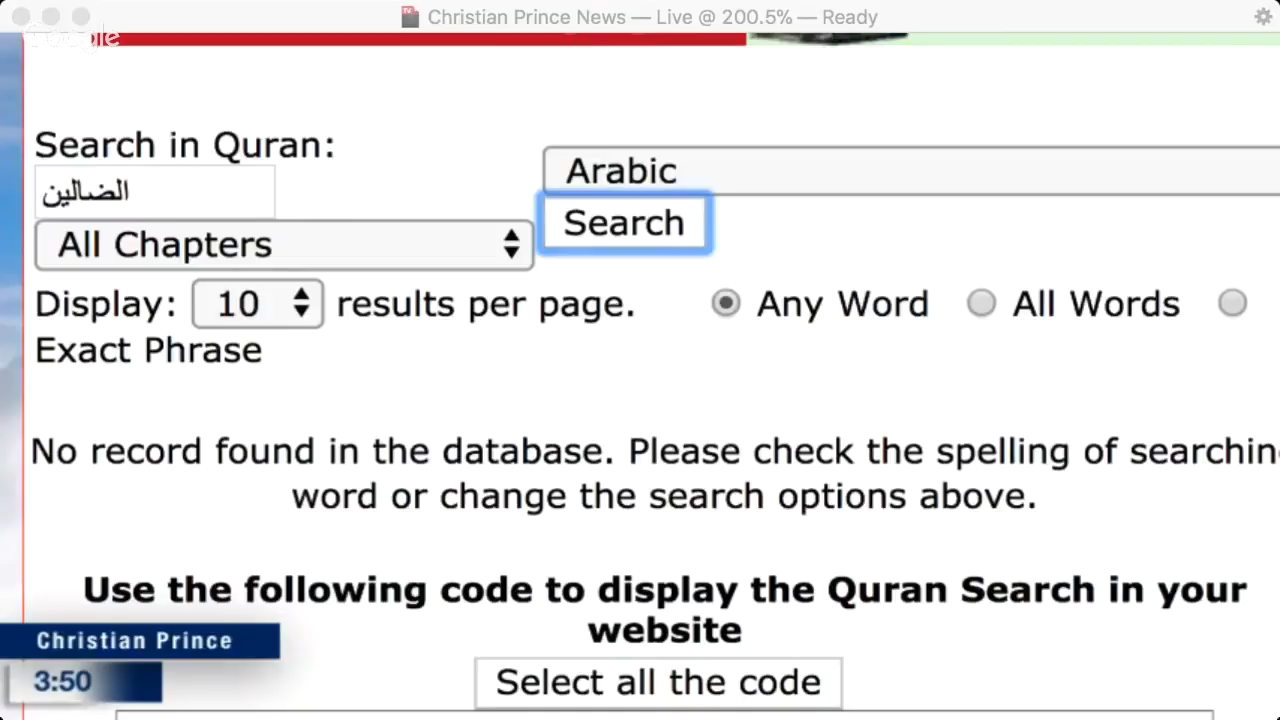 Christian Prince News — Live @ 200.5% — Ready
Google
Search in Quran:
الضالين
Arabic
Search
All Chapters
Display: 10 results per page. Any Word All Words
Exact Phrase
No record found in the database. Please check the spelling of searchin
word or change the search options above.
Use the following code to display the Quran Search in your
website
Select all the code
Christian Prince
3:50